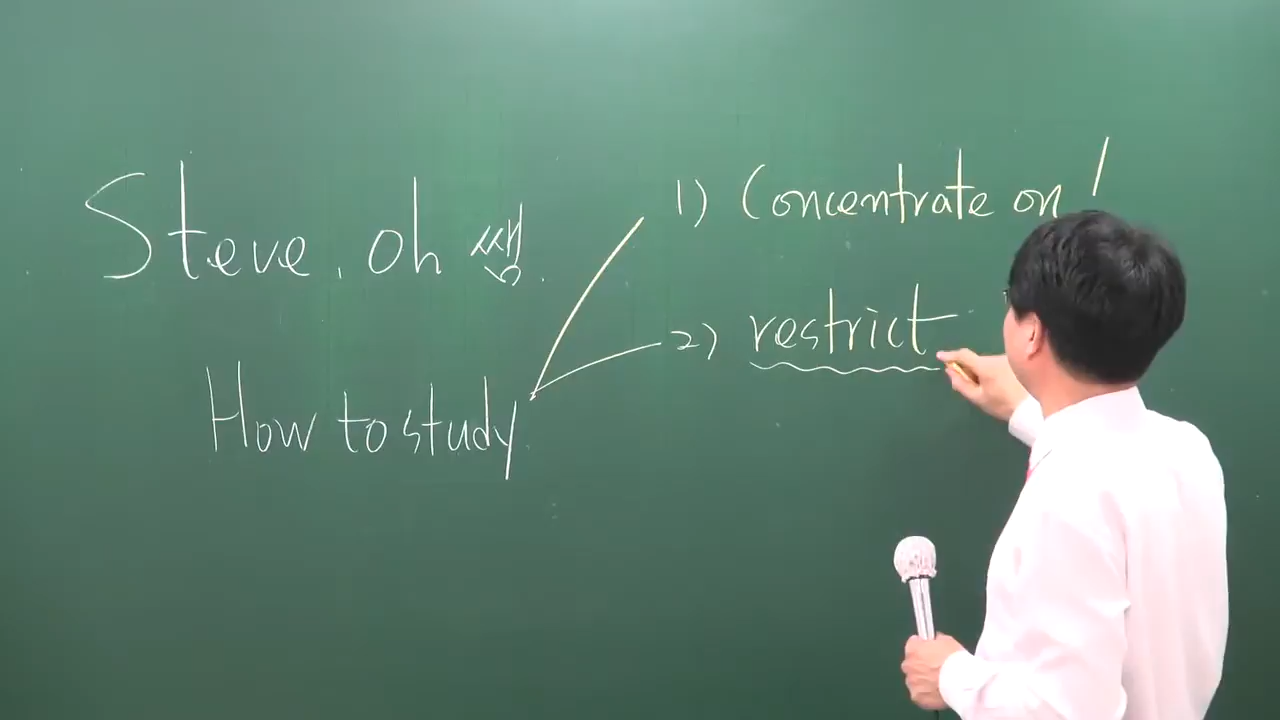 Steve. oh 쌤.
How to study
1) Concentrate on !
2) restrict